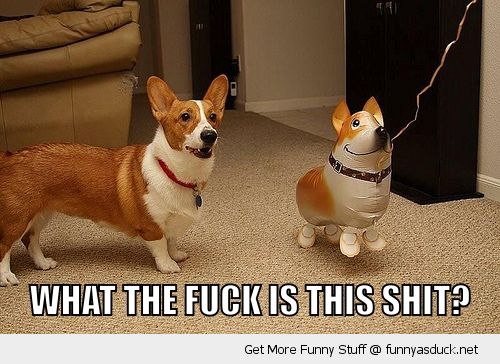 WHAT THE FUCK IS THIS SHIT?
Get More Funny Stuff @ funnyasduck.net